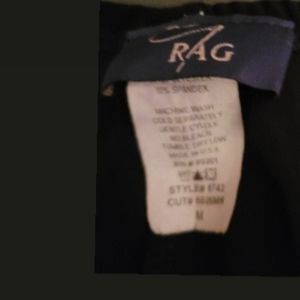 RAG
10% SPANDEX
MACHINE WASH
COLD SEPARATELY
GENTLE CYCLE
NO BLEACH
TUMBLE DRY LOW
MADE IN U.S.A.
STYLE#
CUT#
M